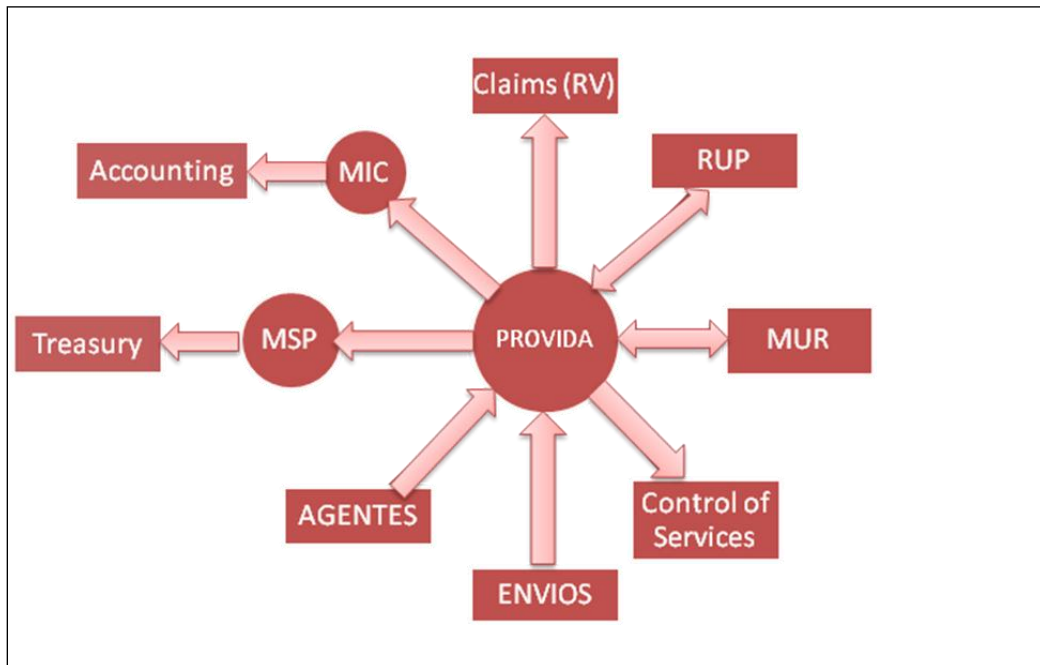 Claims (RV)
RUP
MIC
Accounting
PROVIDA
MUR
MSP
Treasury
AGENTES
Control of
Services
ENVIOS